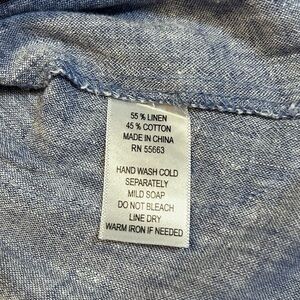 55 % LINEN
45 % COTTON
MADE IN CHINA
RN 55663
HAND WASH COLD
SEPARATELY
MILD SOAP
DO NOT BLEACH
LINE DRY
WARM IRON IF NEEDED